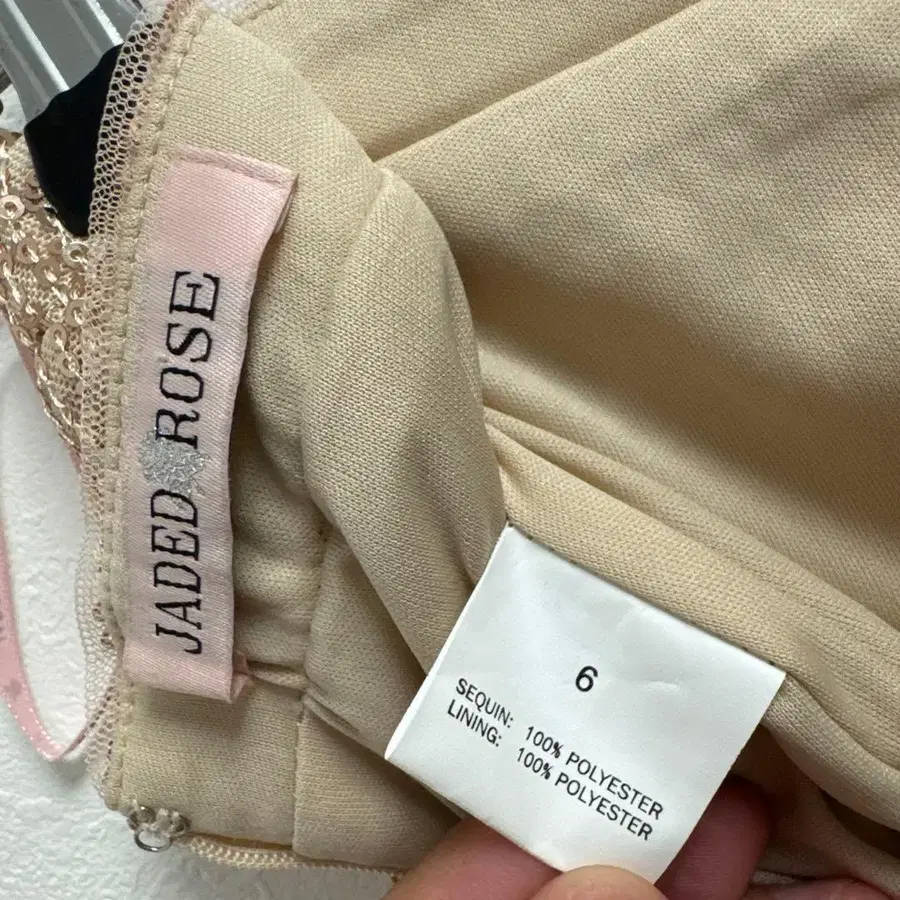 JADED ROSE
6
SEQUIN: 100% POLYESTER
LINING: 100% POLYESTER